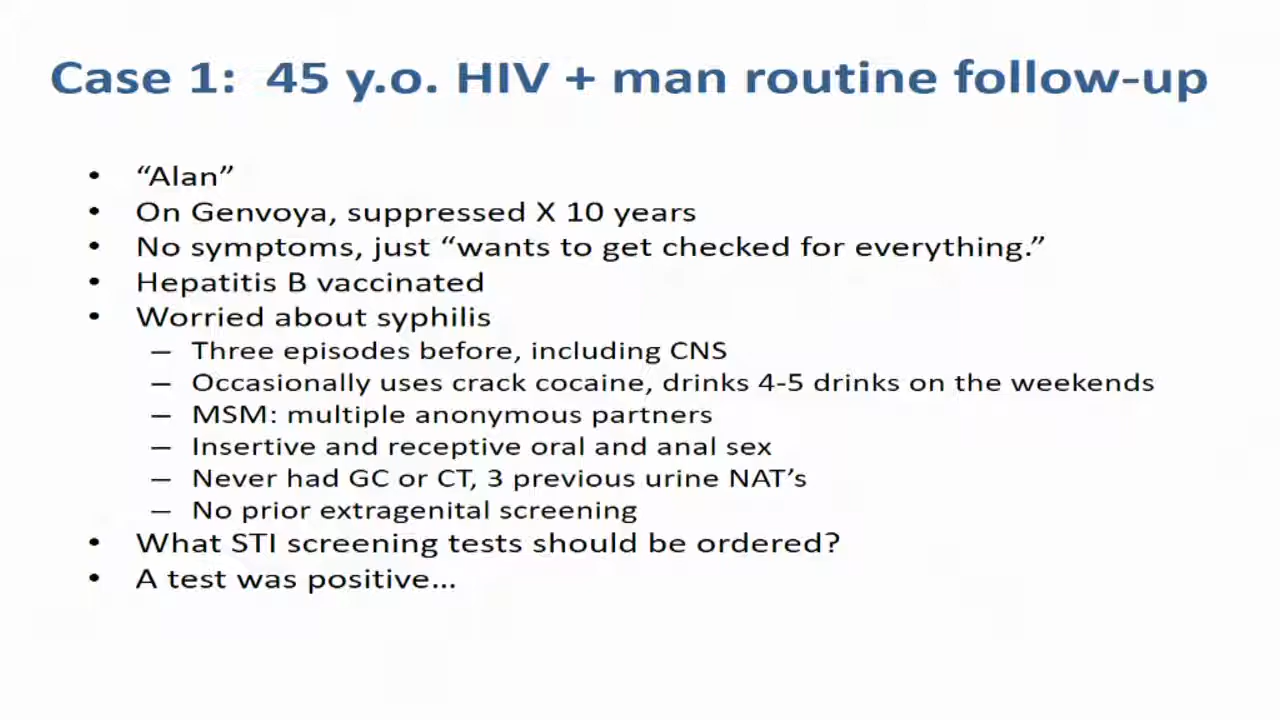 Case 1:  45 y.o. HIV + man routine follow-up
• “Alan”
• On Genvoya, suppressed X 10 years
• No symptoms, just “wants to get checked for everything.”
• Hepatitis B vaccinated
• Worried about syphilis
– Three episodes before, including CNS
– Occasionally uses crack cocaine, drinks 4-5 drinks on the weekends
– MSM: multiple anonymous partners
– Insertive and receptive oral and anal sex
– Never had GC or CT, 3 previous urine NAT’s
– No prior extragenital screening
• What STI screening tests should be ordered?
• A test was positive…